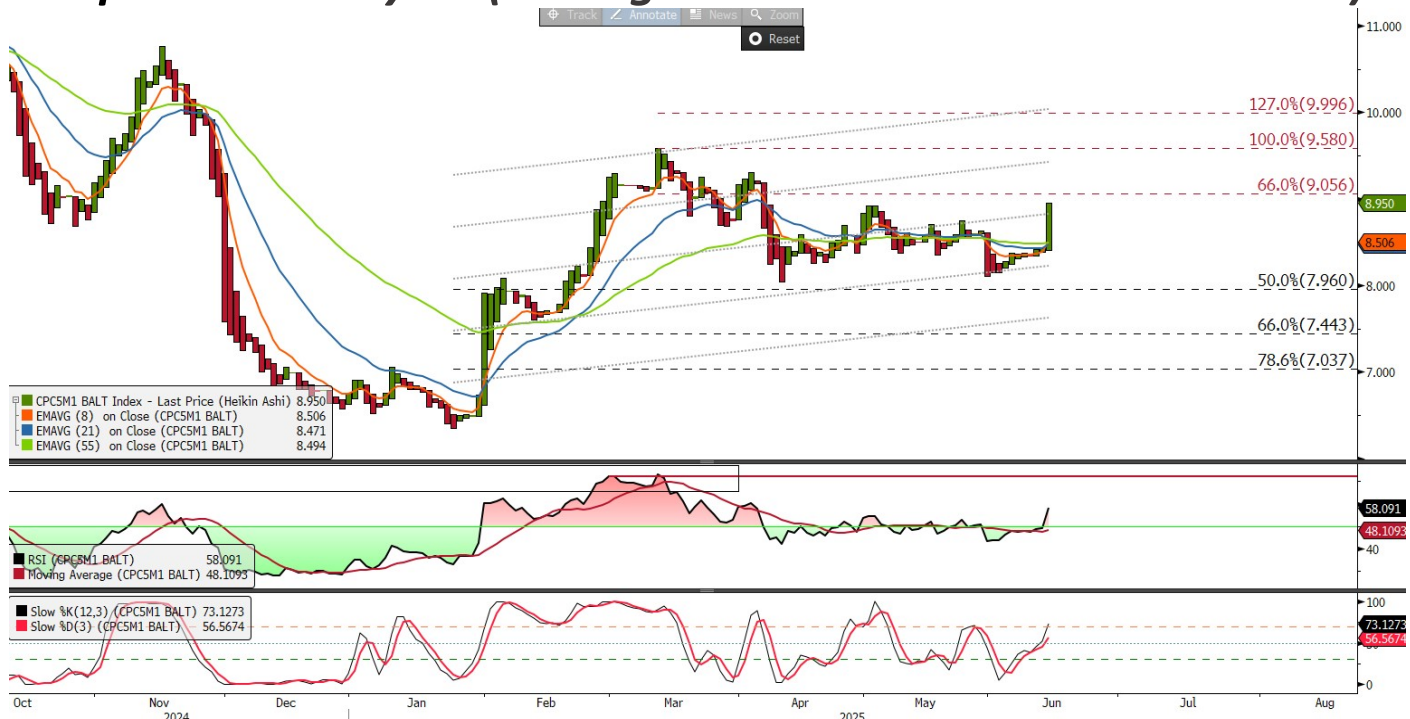 Track Annotate News Zoom
Reset
11.000
127.0%(9.996)
10.000
100.0%(9.580)
66.0%(9.056)
8.950
8.506
50.0%(7.960)
8.000
66.0%(7.443)
78.6%(7.037)
7.000
CPC5M1 BALT Index - Last Price (Heikin Ashi) 8.950
EMAVG (8) on Close (CPC5M1 BALT) 8.506
EMAVG (21) on Close (CPC5M1 BALT) 8.471
EMAVG (55) on Close (CPC5M1 BALT) 8.494
58.091
48.1093
40
RSI (CPC5M1 BALT) 58.091
Moving Average (CPC5M1 BALT) 48.1093
Slow %K(12,3) (CPC5M1 BALT) 73.1273
Slow %D(3) (CPC5M1 BALT) 56.5674
100
73.1273
56.5674
0
Oct Nov Dec Jan Feb Mar Apr May Jun Jul Aug
2024 2025